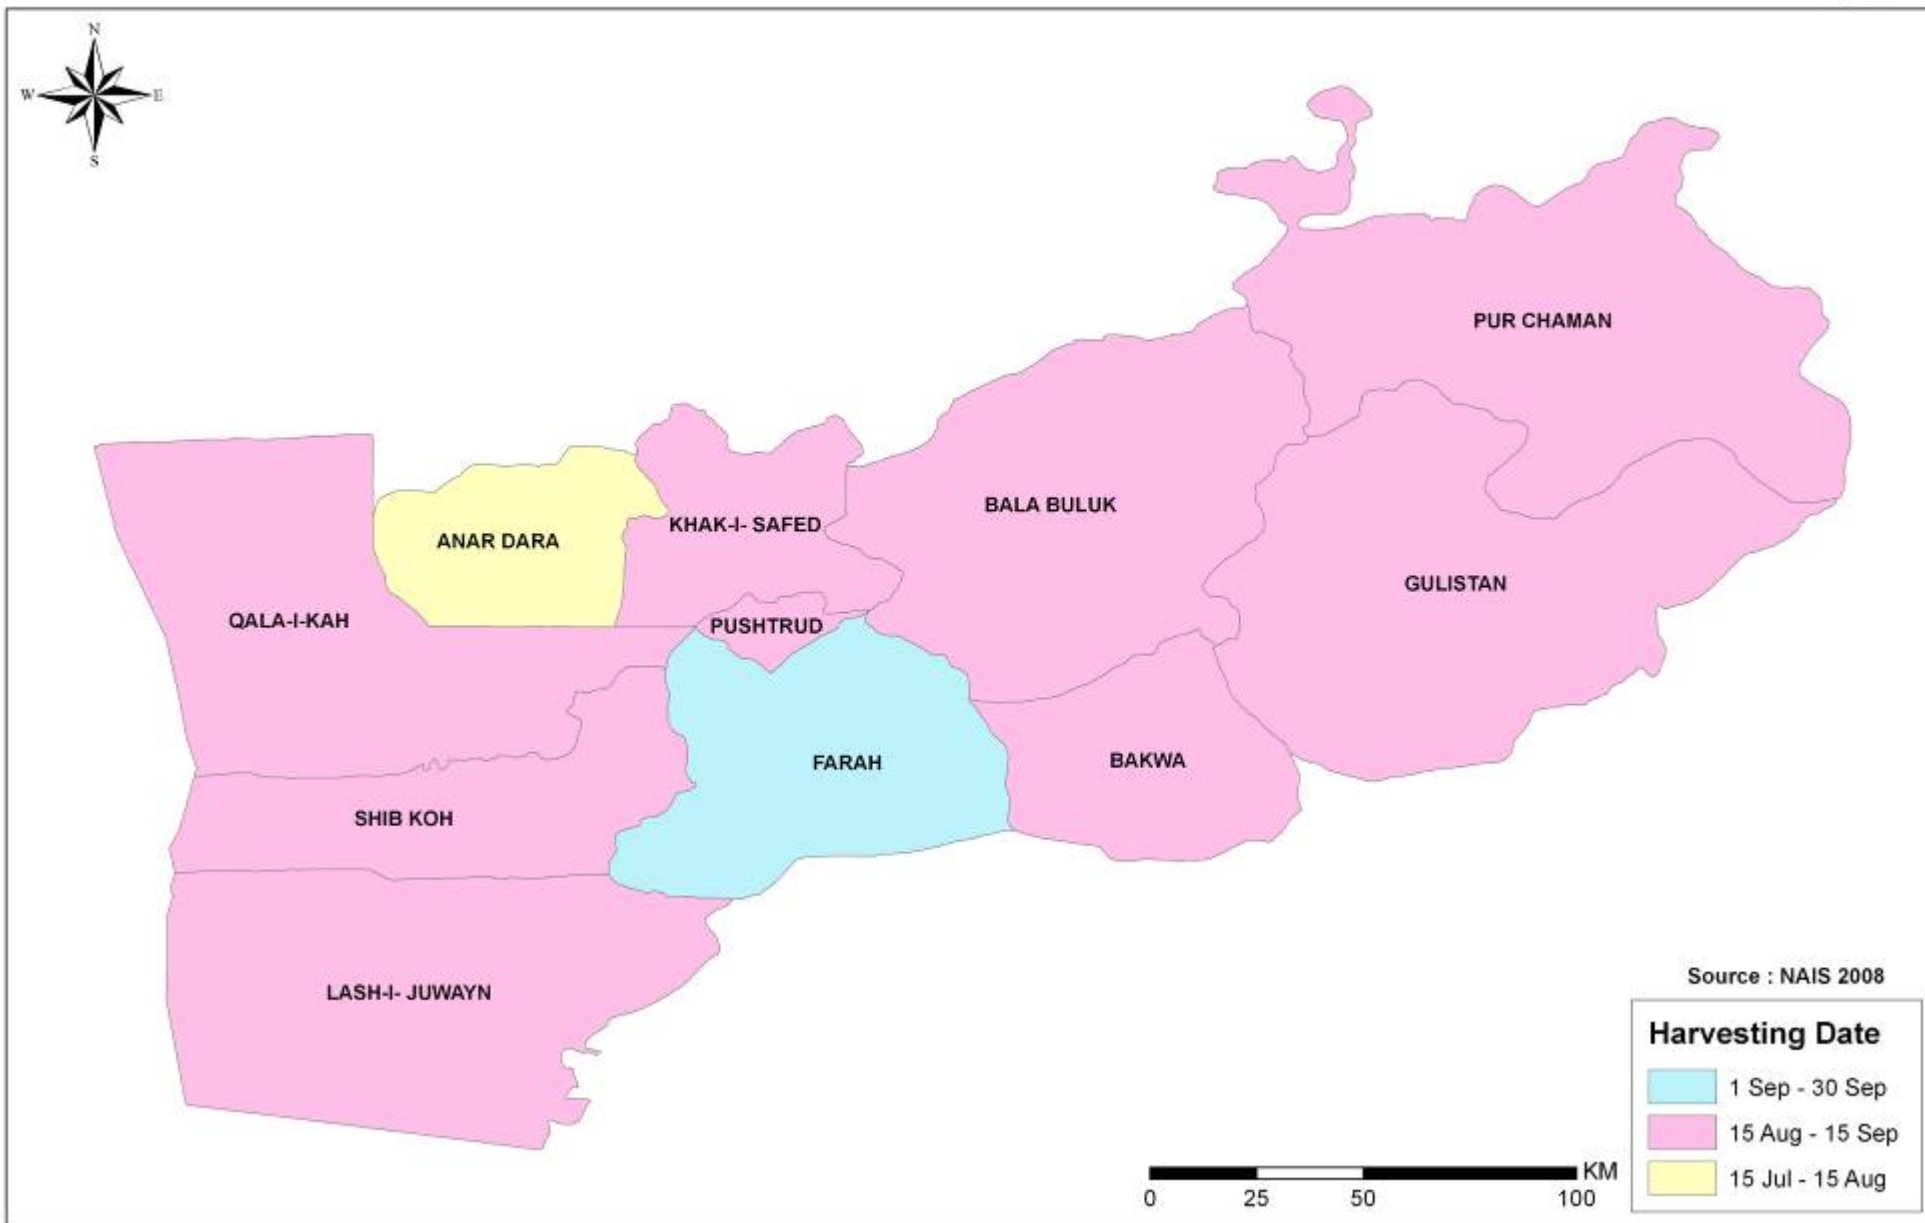 N
W E
S
PUR CHAMAN
BALA BULUK
KHAK-I- SAFED
ANAR DARA
GULISTAN
QALA-I-KAH
PUSHTRUD
FARAH
BAKWA
SHIB KOH
LASH-I- JUWAYN
Source : NAIS 2008
Harvesting Date
1 Sep - 30 Sep
15 Aug - 15 Sep
15 Jul - 15 Aug
KM
0 25 50 100